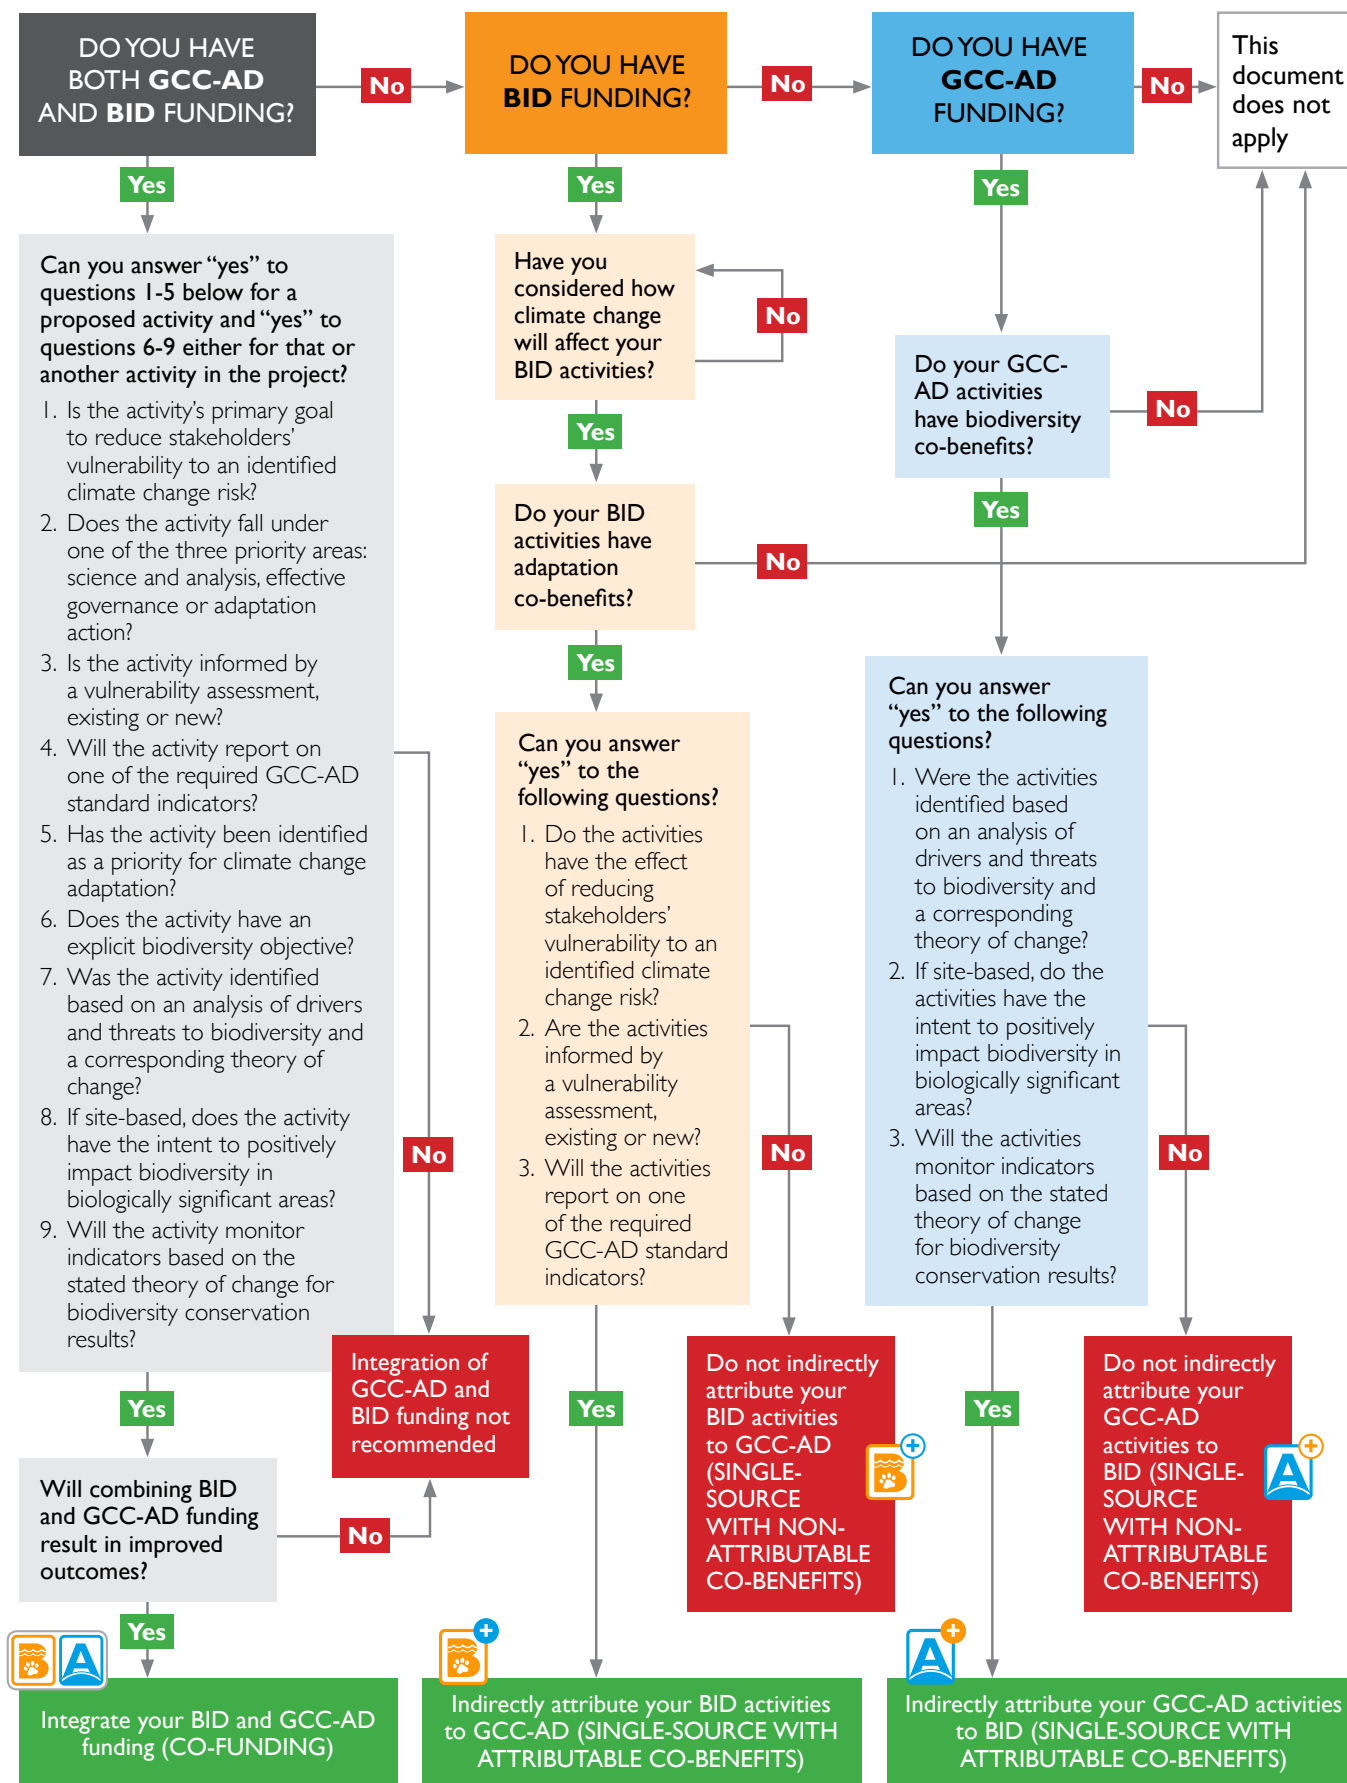 DO YOU HAVE
BOTH GCC-AD
AND BID FUNDING?
No
DO YOU HAVE
BID FUNDING?
No
DO YOU HAVE
GCC-AD
FUNDING?
No
This
document
does not
apply
Yes
Yes
Yes
Can you answer “yes” to
questions 1-5 below for a
proposed activity and “yes” to
questions 6-9 either for that or
another activity in the project?
1. Is the activity’s primary goal
to reduce stakeholders’
vulnerability to an identified
climate change risk?
2. Does the activity fall under
one of the three priority areas:
science and analysis, effective
governance or adaptation
action?
3. Is the activity informed by
a vulnerability assessment,
existing or new?
4. Will the activity report on
one of the required GCC-AD
standard indicators?
5. Has the activity been identified
as a priority for climate change
adaptation?
6. Does the activity have an
explicit biodiversity objective?
7. Was the activity identified
based on an analysis of drivers
and threats to biodiversity and
a corresponding theory of
change?
8. If site-based, does the activity
have the intent to positively
impact biodiversity in
biologically significant areas?
9. Will the activity monitor
indicators based on the
stated theory of change for
biodiversity conservation
results?
No
Integration of
GCC-AD and
BID funding not
recommended
Yes
Will combining BID
and GCC-AD funding
result in improved
outcomes?
No
Yes
B A
Integrate your BID and GCC-AD
funding (CO-FUNDING)
Have you
considered how
climate change
will affect your
BID activities?
No
Yes
Do your BID
activities have
adaptation
co-benefits?
No
Yes
Can you answer
“yes” to the
following questions?
1. Do the activities
have the effect
of reducing
stakeholders’
vulnerability to an
identified climate
change risk?
2. Are the activities
informed by
a vulnerability
assessment,
existing or new?
3. Will the activities
report on one
of the required
GCC-AD standard
indicators?
No
Do not indirectly
attribute your
BID activities
to GCC-AD
(SINGLE-
SOURCE
WITH NON-
ATTRIBUTABLE
CO-BENEFITS)
B+
Yes
B+
Indirectly attribute your BID activities
to GCC-AD (SINGLE-SOURCE WITH
ATTRIBUTABLE CO-BENEFITS)
Do your GCC-
AD activities
have biodiversity
co-benefits?
No
Yes
Can you answer
“yes” to the following
questions?
1. Were the activities
identified based
on an analysis of
drivers and threats
to biodiversity and
a corresponding
theory of change?
2. If site-based, do the
activities have the
intent to positively
impact biodiversity in
biologically significant
areas?
3. Will the activities
monitor indicators
based on the stated
theory of change
for biodiversity
conservation results?
No
Do not indirectly
attribute your
GCC-AD
activities to
BID (SINGLE-
SOURCE
WITH NON-
ATTRIBUTABLE
CO-BENEFITS)
A+
Yes
A+
Indirectly attribute your GCC-AD activities
to BID (SINGLE-SOURCE WITH
ATTRIBUTABLE CO-BENEFITS)